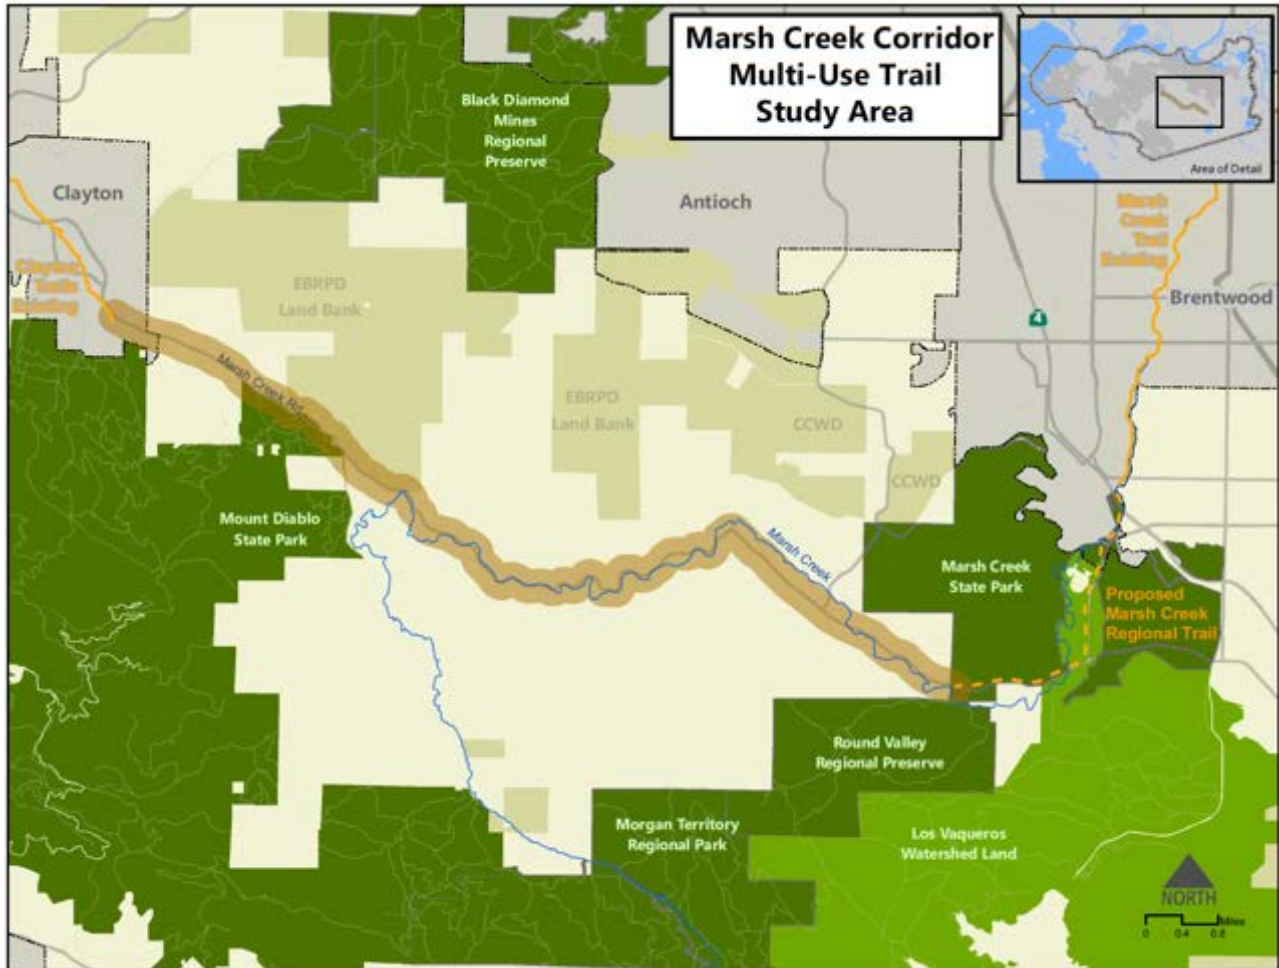 Marsh Creek Corridor
Multi-Use Trail
Study Area
Area of Detail
Black Diamond
Mines
Regional
Preserve
Clayton
Antioch
Marsh
Creek
Trail
Existing
Clayton
Trails
Existing
Brentwood
EBRPD
Land Bank
4
Marsh Creek Rd
EBRPD
Land Bank
CCWD
CCWD
Mount Diablo
State Park
Marsh Creek
Marsh Creek
State Park
Proposed
Marsh Creek
Regional Trail
Round Valley
Regional Preserve
Morgan Territory
Regional Park
Los Vaqueros
Watershed Land
NORTH
Miles
0 0.4 0.8